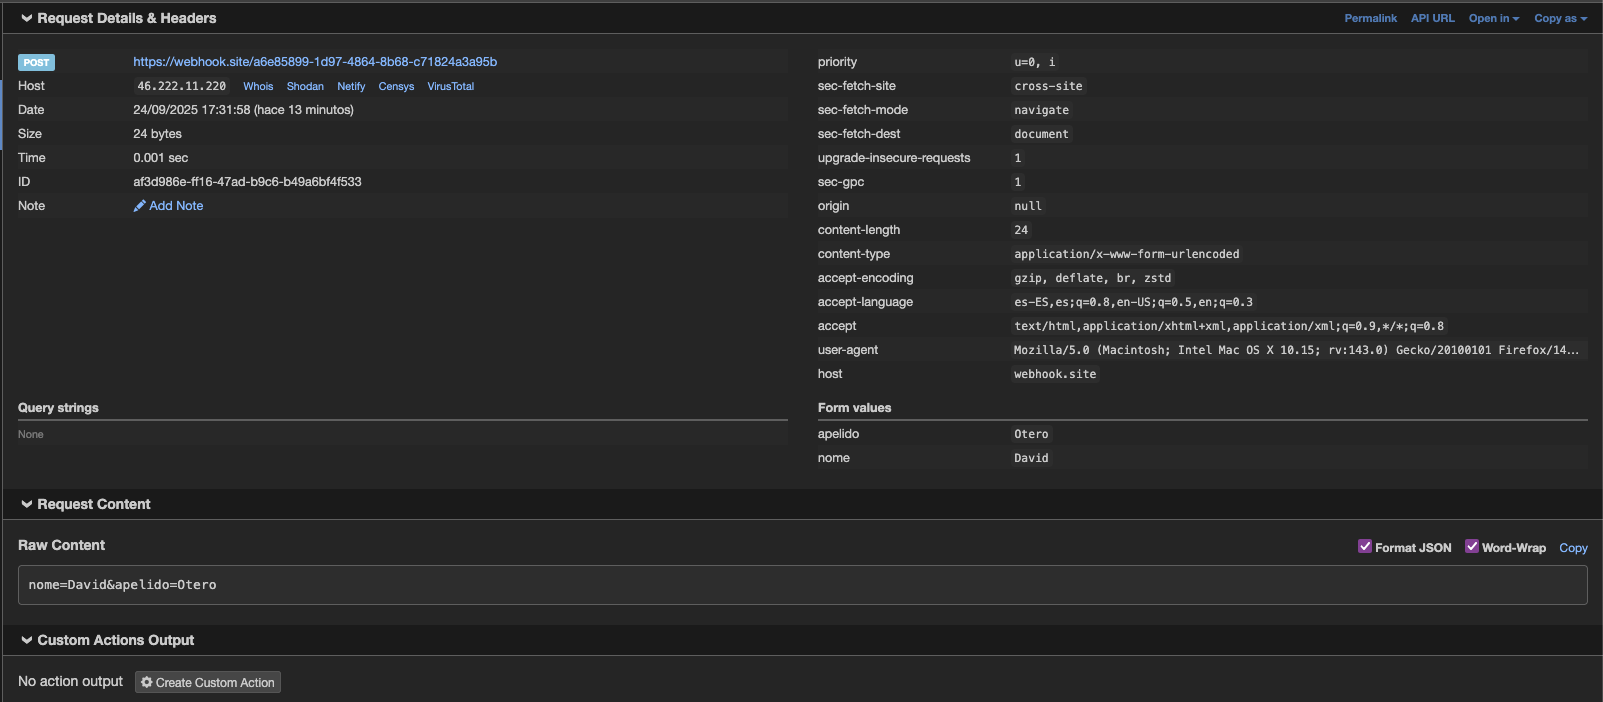 Request Details & Headers
Permalink API URL Open in Copy as
POST https://webhook.site/a6e85899-1d97-4864-8b68-c71824a3a95b
Host 46.222.11.220 Whois Shodan Netify Censys VirusTotal
Date 24/09/2025 17:31:58 (hace 13 minutos)
Size 24 bytes
Time 0.001 sec
ID af3d986e-ff16-47ad-b9c6-b49a6bf4f533
Note Add Note
priority u=0, i
sec-fetch-site cross-site
sec-fetch-mode navigate
sec-fetch-dest document
upgrade-insecure-requests 1
sec-gpc 1
origin null
content-length 24
content-type application/x-www-form-urlencoded
accept-encoding gzip, deflate, br, zstd
accept-language es-ES,es;q=0.8,en-US;q=0.5,en;q=0.3
accept text/html,application/xhtml+xml,application/xml;q=0.9,*/*;q=0.8
user-agent Mozilla/5.0 (Macintosh; Intel Mac OS X 10.15; rv:143.0) Gecko/20100101 Firefox/14...
host webhook.site
Query strings
None
Form values
apelido Otero
nome David
Request Content
Raw Content
Format JSON Word-Wrap Copy
nome=David&apelido=Otero
Custom Actions Output
No action output Create Custom Action